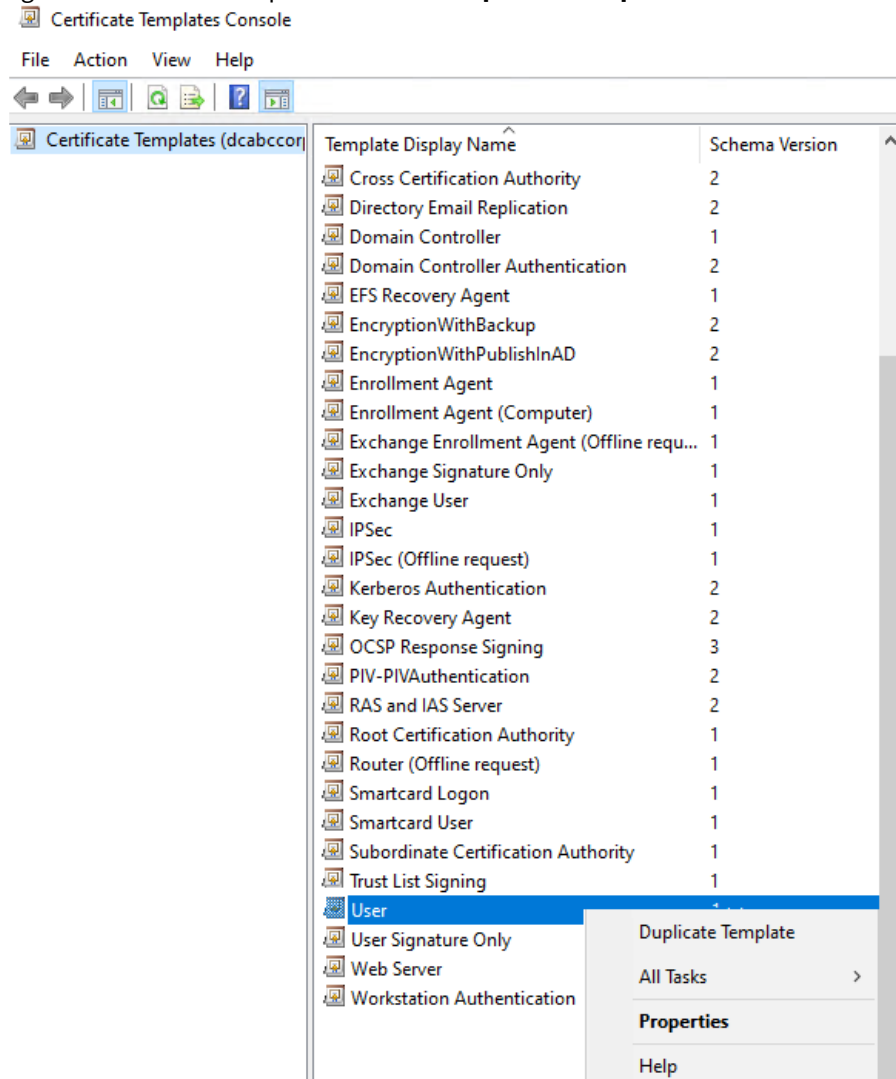 Certificate Templates Console
File Action View Help
Certificate Templates (dcabccor
Template Display Name Schema Version
Cross Certification Authority 2
Directory Email Replication 2
Domain Controller 1
Domain Controller Authentication 2
EFS Recovery Agent 1
EncryptionWithBackup 2
EncryptionWithPublishInAD 2
Enrollment Agent 1
Enrollment Agent (Computer) 1
Exchange Enrollment Agent (Offline requ... 1
Exchange Signature Only 1
Exchange User 1
IPSec 1
IPSec (Offline request) 1
Kerberos Authentication 2
Key Recovery Agent 2
OCSP Response Signing 3
PIV-PIVAuthentication 2
RAS and IAS Server 2
Root Certification Authority 1
Router (Offline request) 1
Smartcard Logon 1
Smartcard User 1
Subordinate Certification Authority 1
Trust List Signing 1
User
User Signature Only
Web Server
Workstation Authentication
Duplicate Template
All Tasks
Properties
Help